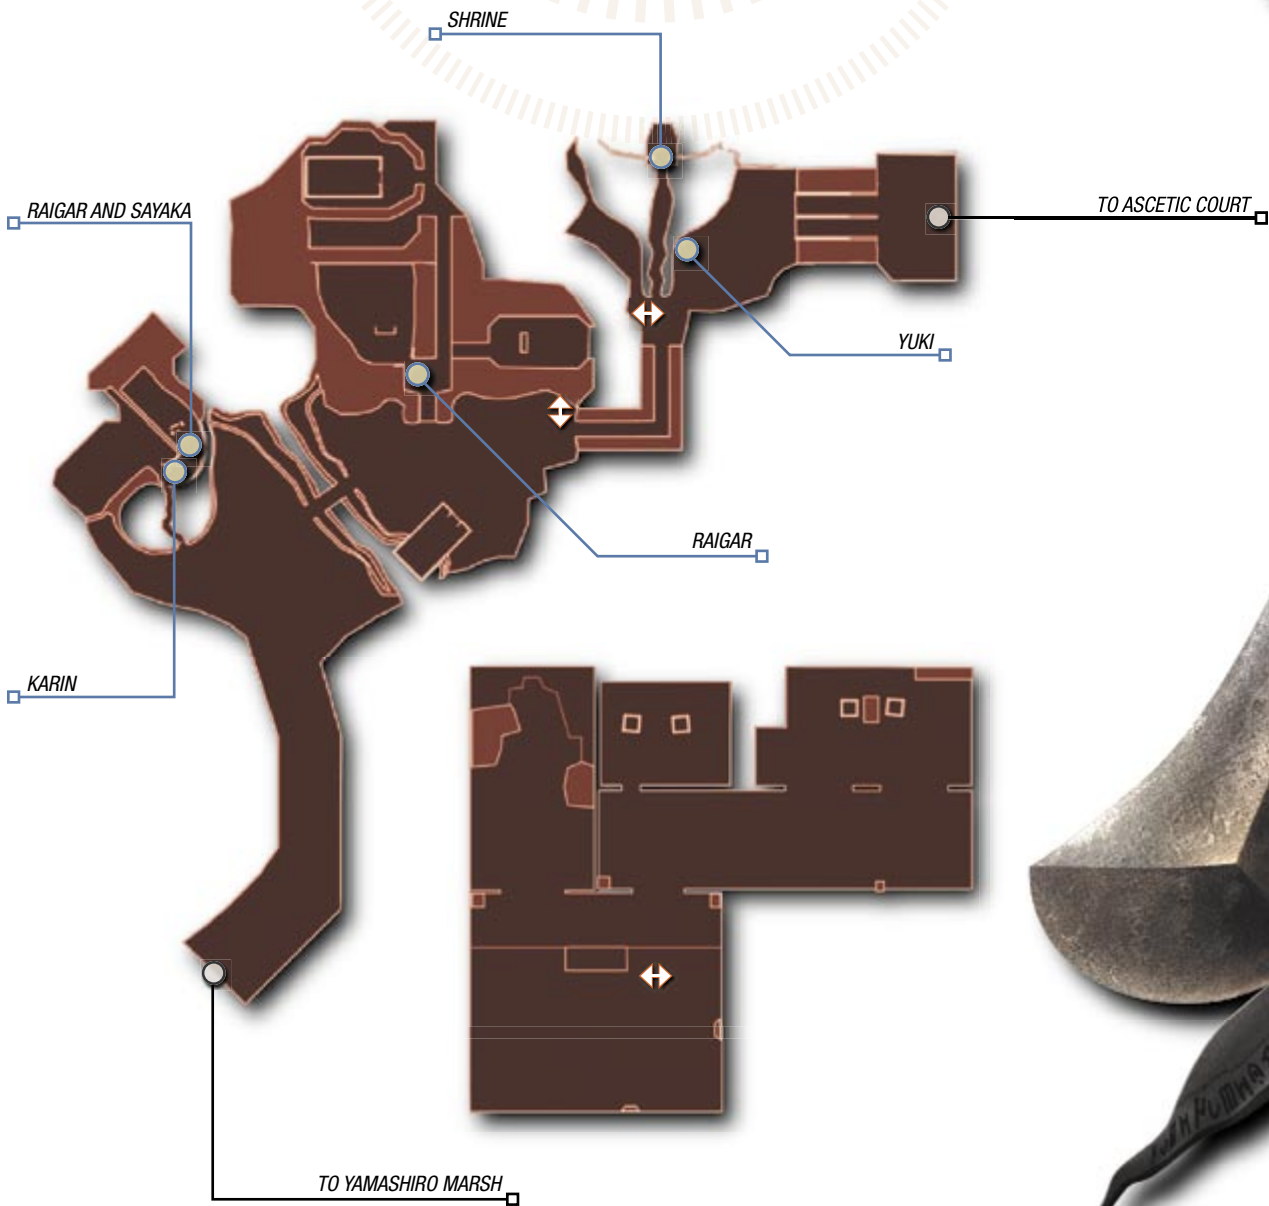 SHRINE
RAIGAR AND SAYAKA
TO ASCETIC COURT
YUKI
RAIGAR
KARIN
TO YAMASHIRO MARSH